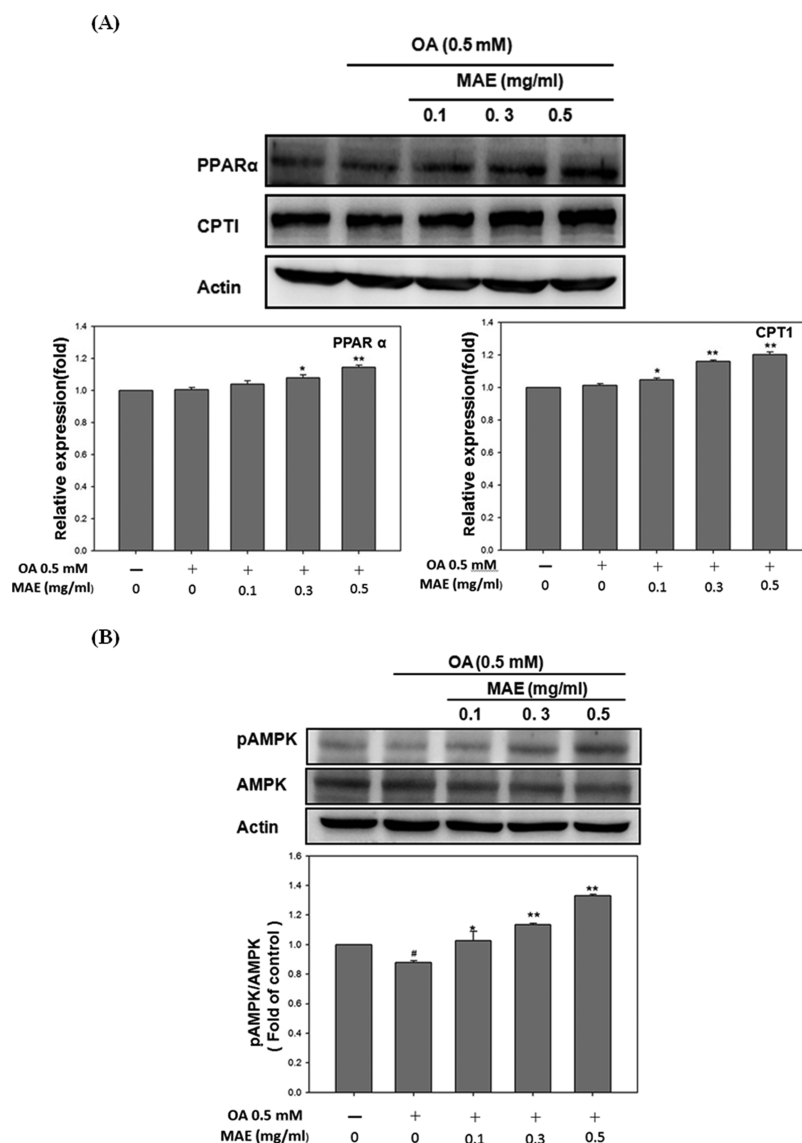 (A)
OA (0.5 mM)
MAE (mg/ml)
0.1 0. 3 0.5
PPARα
CPTI
Actin
PPAR α
Relative expression(fold)
1.4
1.2
1.0
0.8
0.6
0.4
0.2
0.0
* **
OA 0.5 mM − + + + +
MAE (mg/ml) 0 0 0.1 0.3 0.5
CPT1
Relative expression(fold)
1.4
1.2
1.0
0.8
0.6
0.4
0.2
0.0
* ** **
OA 0.5 mM − + + + +
MAE (mg/ml) 0 0 0.1 0.3 0.5
(B)
OA (0.5 mM)
MAE (mg/ml)
0.1 0. 3 0.5
pAMPK
AMPK
Actin
pAMPK/AMPK
( Fold of control )
1.6
1.4
1.2
1.0
0.8
0.6
0.4
0.2
0.0
# * ** **
OA 0.5 mM − + + + +
MAE (mg/ml) 0 0 0.1 0.3 0.5